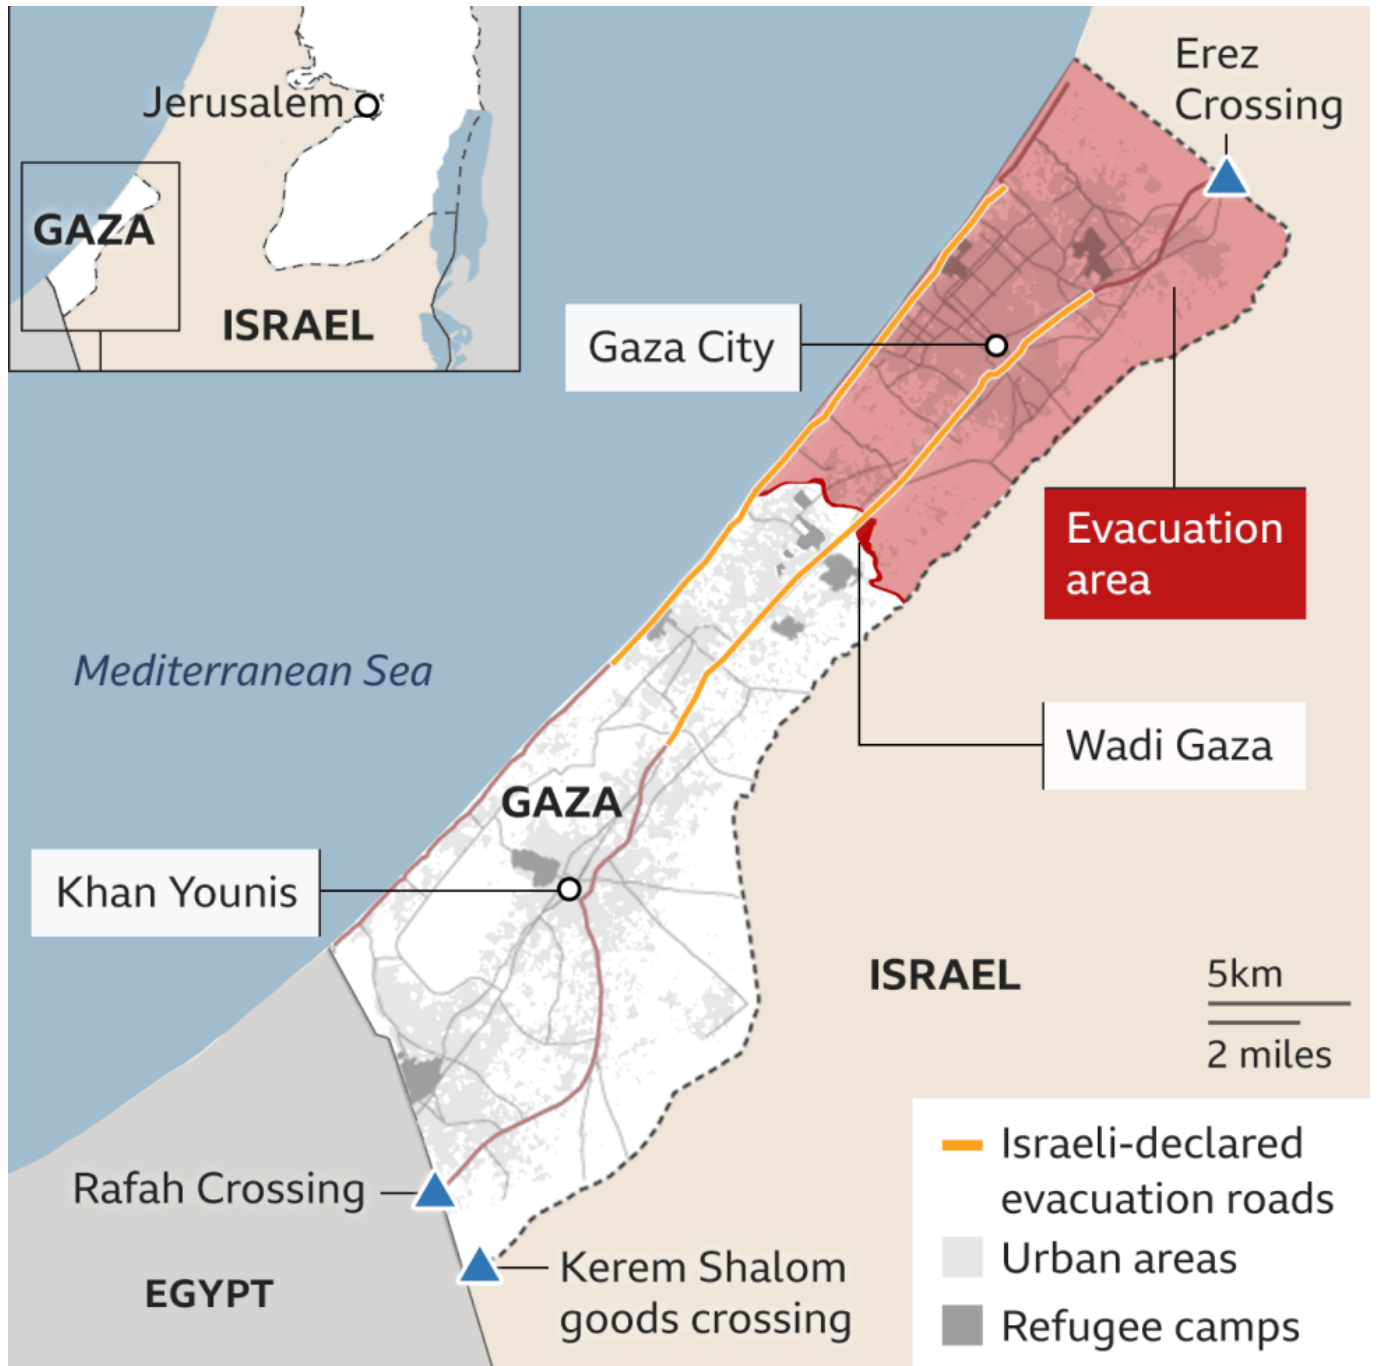 Erez
Crossing
Jerusalem
GAZA
ISRAEL
Gaza City
Evacuation
area
Mediterranean Sea
Wadi Gaza
GAZA
Khan Younis
ISRAEL
5km
2 miles
Rafah Crossing
EGYPT
Kerem Shalom
goods crossing
Israeli-declared
evacuation roads
Urban areas
Refugee camps